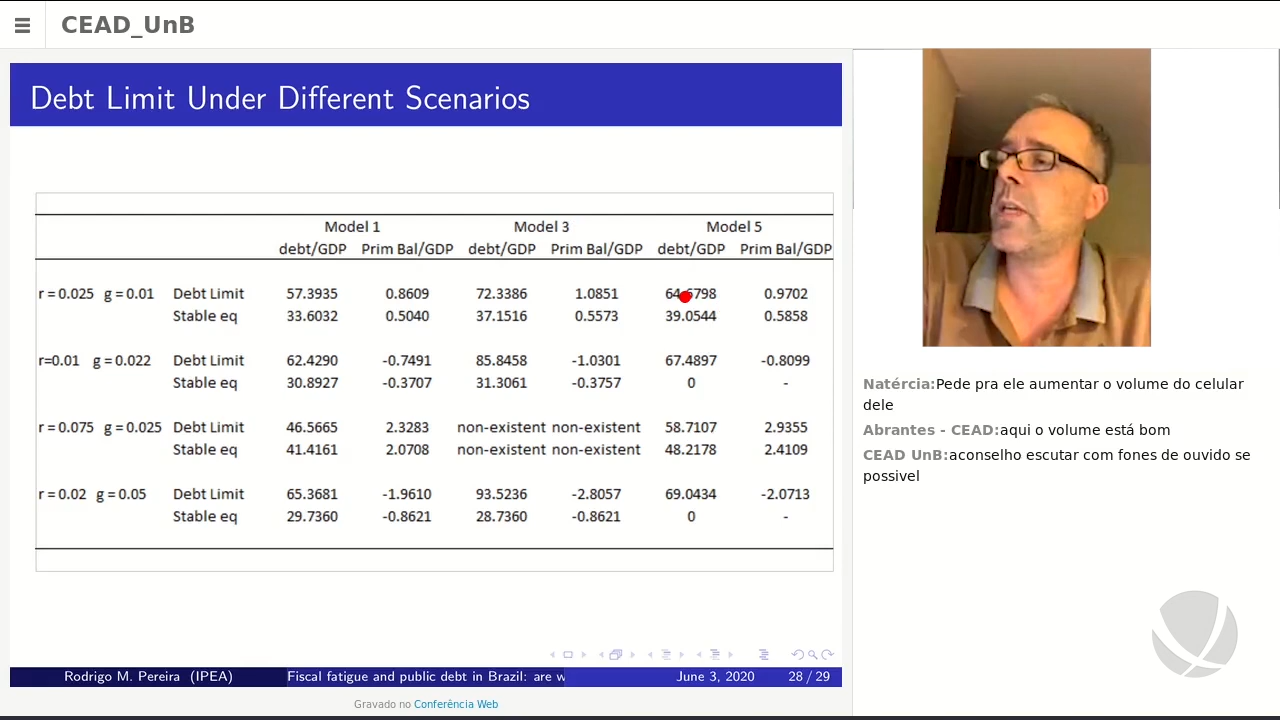 CEAD_UnB
Debt Limit Under Different Scenarios
Model 1 Model 3 Model 5
debt/GDP Prim Bal/GDP debt/GDP Prim Bal/GDP debt/GDP Prim Bal/GDP
r = 0.025 g = 0.01 Debt Limit 57.3935 0.8609 72.3386 1.0851 0.9702
Stable eq 33.6032 0.5040 37.1516 0.5573 39.0544 0.5858
r=0.01 g = 0.022 Debt Limit 62.4290 -0.7491 85.8458 -1.0301 67.4897 -0.8099
Stable eq 30.8927 -0.3707 31.3061 -0.3757 0 -
r = 0.075 g = 0.025 Debt Limit 46.5665 2.3283 non-existent non-existent 58.7107 2.9355
Stable eq 41.4161 2.0708 non-existent non-existent 48.2178 2.4109
r = 0.02 g = 0.05 Debt Limit 65.3681 -1.9610 93.5236 -2.8057 69.0434 -2.0713
Stable eq 29.7360 -0.8621 28.7360 -0.8621 0 -
Rodrigo M. Pereira (IPEA) Fiscal fatigue and public debt in Brazil: are w June 3, 2020 28 / 29
Gravado no Conferência Web
Natércia:Pede pra ele aumentar o volume do celular
dele
Abrantes - CEAD:aqui o volume está bom
CEAD UnB:aconselho escutar com fones de ouvido se
possivel